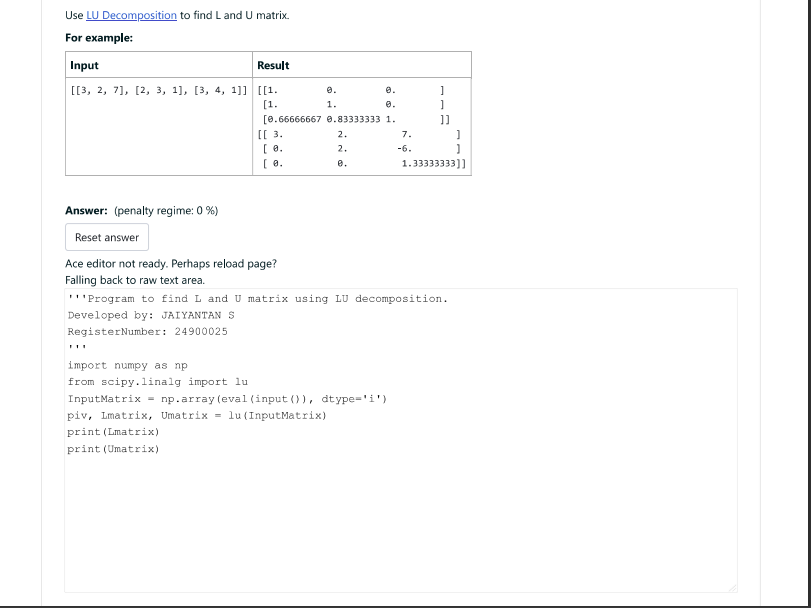 Use LU Decomposition to find L and U matrix.
For example:
Input Result
[[3, 2, 7], [2, 3, 1], [3, 4, 1]] [[1. 0. 0. ]
[1. 1. 0. ]
[0.66666667 0.83333333 1. ]]
[[ 3. 2. 7. ]
[ 0. 2. -6. ]
[ 0. 0. 1.33333333]]
Answer: (penalty regime: 0 %)
Reset answer
Ace editor not ready. Perhaps reload page?
Falling back to raw text area.
'''Program to find L and U matrix using LU decomposition.
Developed by: JAIYANTAN S
RegisterNumber: 24900025
'''
import numpy as np
from scipy.linalg import lu
InputMatrix = np.array(eval(input()), dtype='i')
piv, Lmatrix, Umatrix = lu(InputMatrix)
print(Lmatrix)
print(Umatrix)